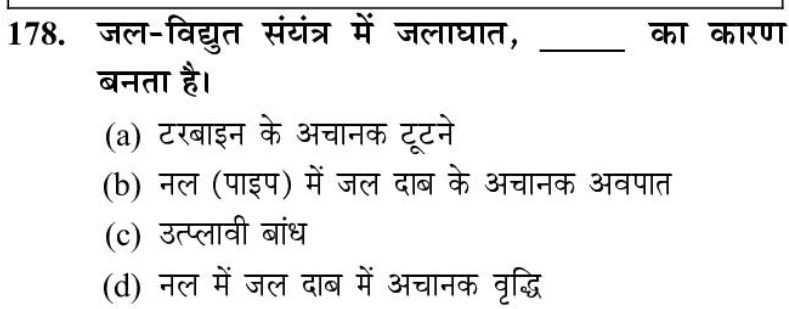 178. जल-विद्युत संयंत्र में जलाघात, ______ का कारण
बनता है।
(a) टरबाइन के अचानक टूटने
(b) नल (पाइप) में जल दाब के अचानक अवपात
(c) उत्प्लावी बांध
(d) नल में जल दाब में अचानक वृद्धि